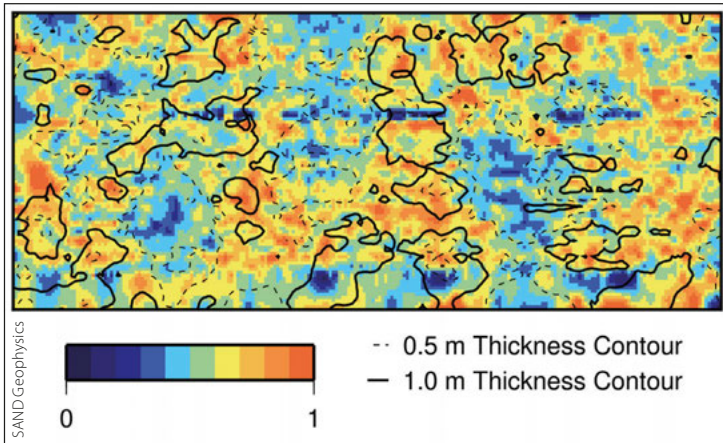 SAND Geophysics
0.5 m Thickness Contour
1.0 m Thickness Contour
0
1